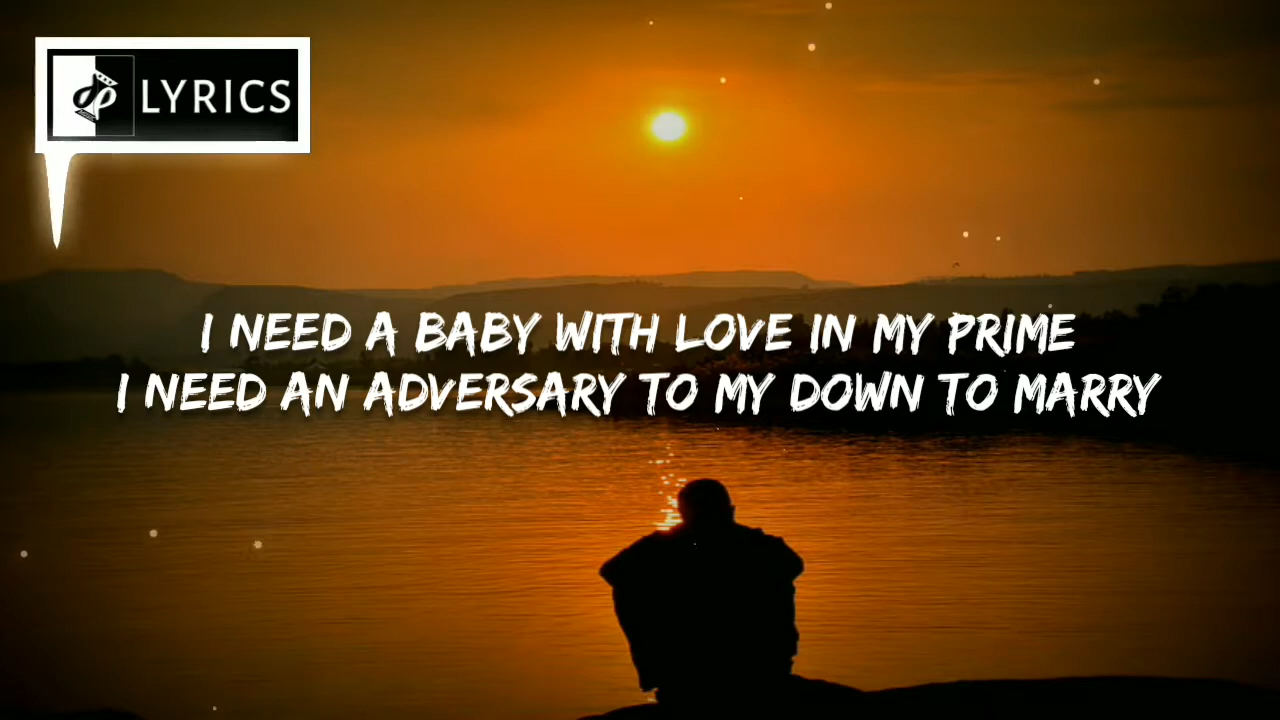 LYRICS
I NEED A BABY WITH LOVE IN MY PRIME
I NEED AN ADVERSARY TO MY DOWN TO MARRY